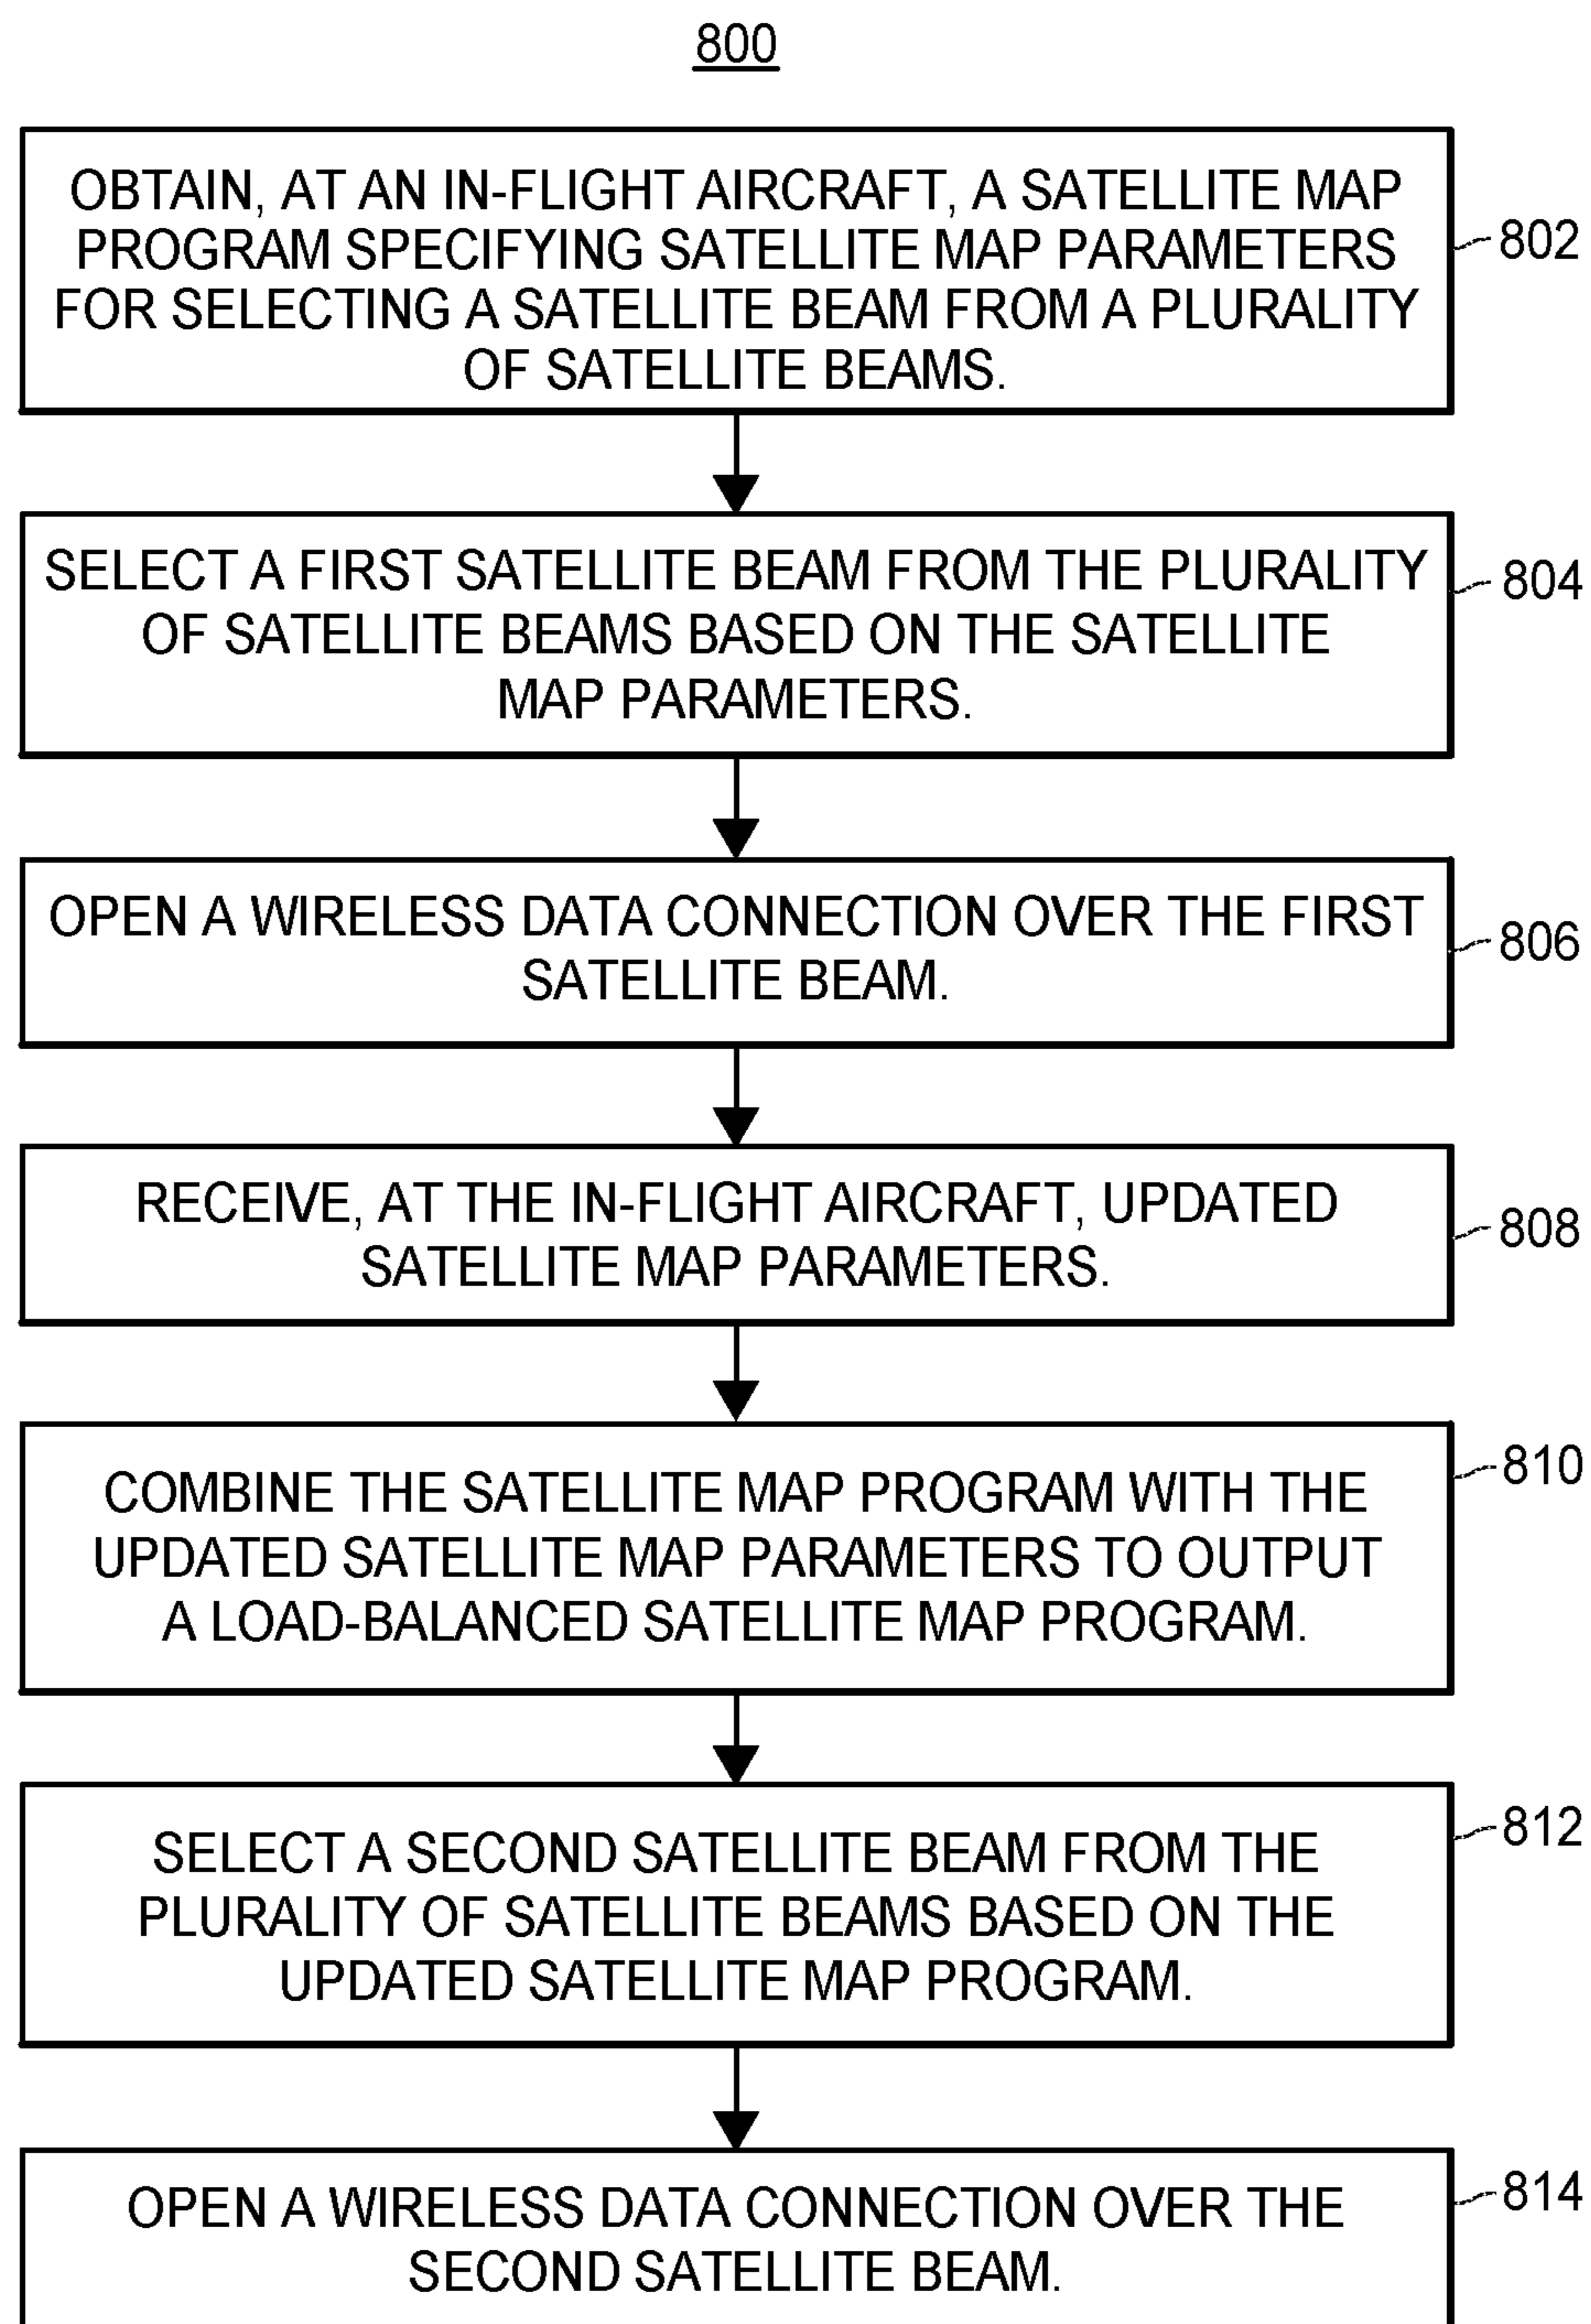 800
OBTAIN, AT AN IN-FLIGHT AIRCRAFT, A SATELLITE MAP
PROGRAM SPECIFYING SATELLITE MAP PARAMETERS
FOR SELECTING A SATELLITE BEAM FROM A PLURALITY
OF SATELLITE BEAMS.
802
SELECT A FIRST SATELLITE BEAM FROM THE PLURALITY
OF SATELLITE BEAMS BASED ON THE SATELLITE
MAP PARAMETERS.
804
OPEN A WIRELESS DATA CONNECTION OVER THE FIRST
SATELLITE BEAM.
806
RECEIVE, AT THE IN-FLIGHT AIRCRAFT, UPDATED
SATELLITE MAP PARAMETERS.
808
COMBINE THE SATELLITE MAP PROGRAM WITH THE
UPDATED SATELLITE MAP PARAMETERS TO OUTPUT
A LOAD-BALANCED SATELLITE MAP PROGRAM.
810
SELECT A SECOND SATELLITE BEAM FROM THE
PLURALITY OF SATELLITE BEAMS BASED ON THE
UPDATED SATELLITE MAP PROGRAM.
812
OPEN A WIRELESS DATA CONNECTION OVER THE
SECOND SATELLITE BEAM.
814